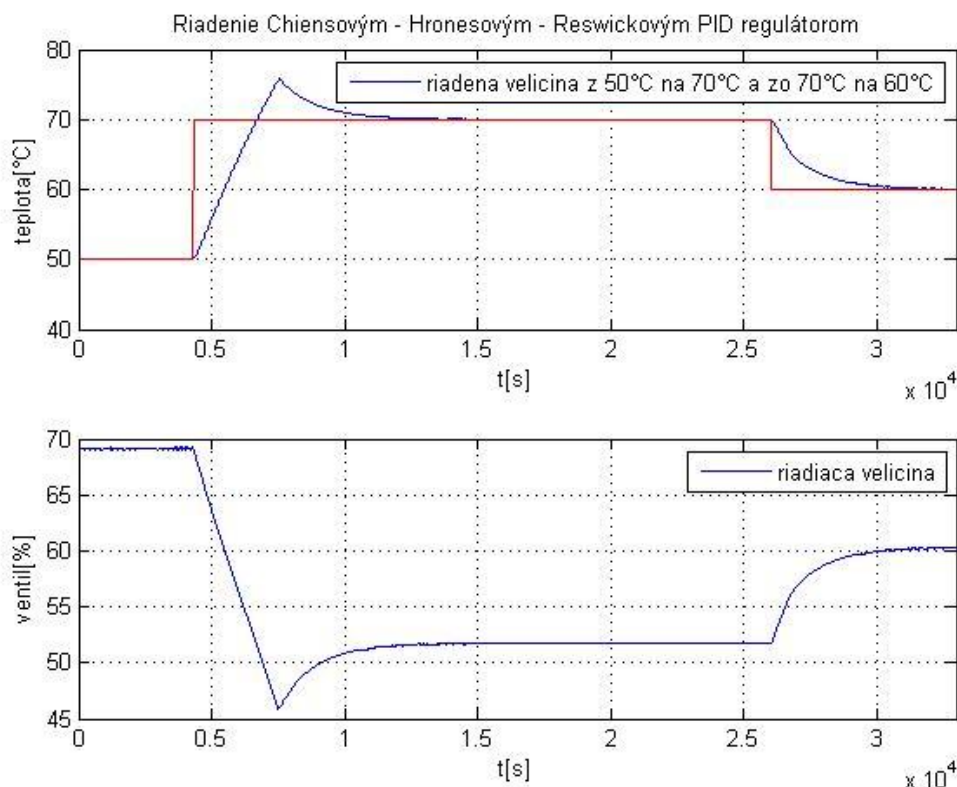 Riadenie Chiensovým - Hronesovým - Reswickovým PID regulátorom
80
70
60
50
40
teplota[°C]
riadena velicina z 50°C na 70°C a zo 70°C na 60°C
0 0.5 1 1.5 2 2.5 3
t[s]
x 10^4
70
65
60
55
50
45
ventil[%]
riadiaca velicina
0 0.5 1 1.5 2 2.5 3
t[s]
x 10^4